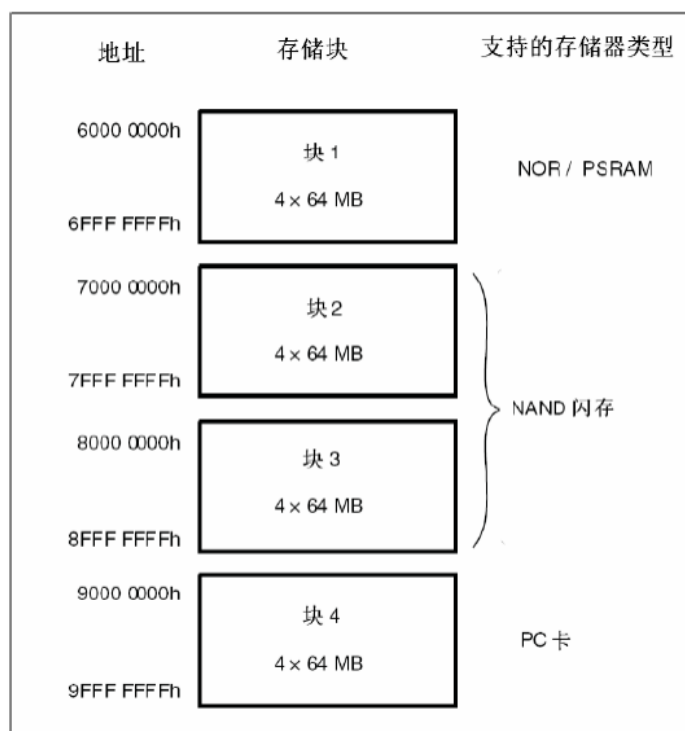 地址 存储块 支持的存储器类型
6000 0000h
块 1
NOR / PSRAM
4 × 64 MB
6FFF FFFFh
7000 0000h
块 2
4 × 64 MB
7FFF FFFFh
NAND 闪存
8000 0000h
块 3
4 × 64 MB
8FFF FFFFh
9000 0000h
块 4
PC 卡
4 × 64 MB
9FFF FFFFh